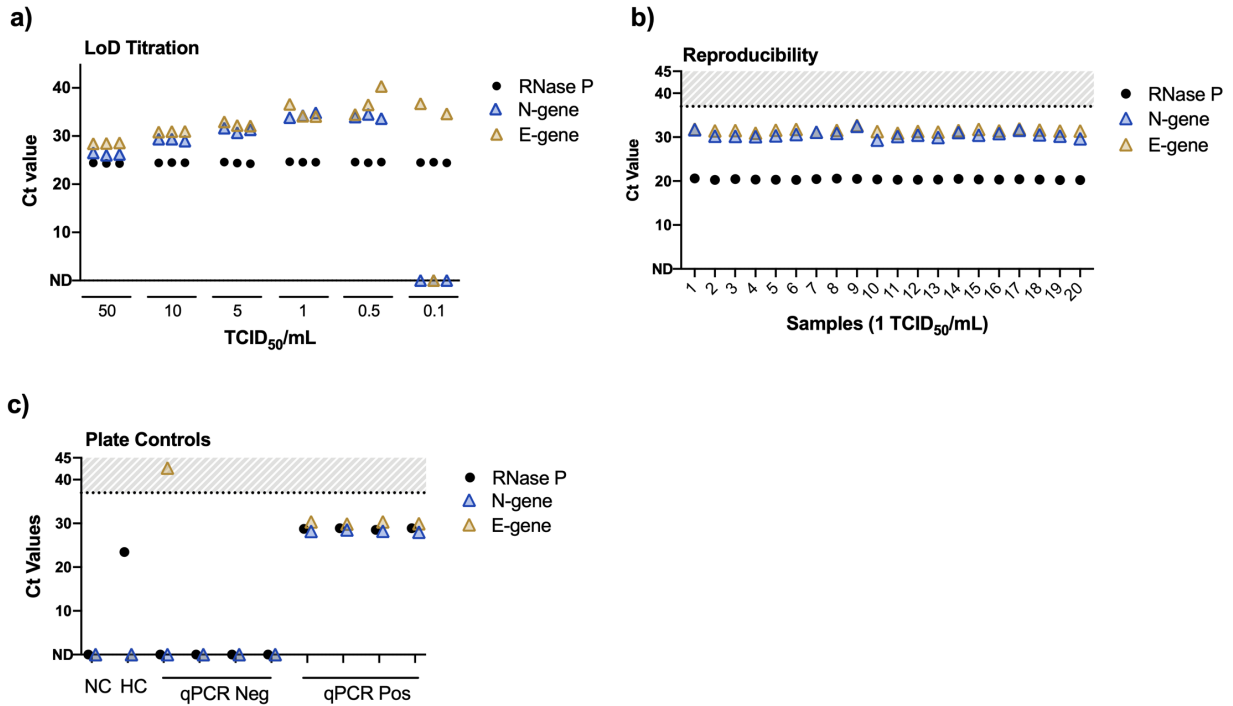 a)
LoD Titration
Ct value
40
30
20
10
ND
50 10 5 1 0.5 0.1
TCID50/mL
RNase P
N-gene
E-gene
b)
Reproducibility
Ct Value
45
40
30
20
10
ND
1 2 3 4 5 6 7 8 9 10 11 12 13 14 15 16 17 18 19 20
Samples (1 TCID50/mL)
RNase P
N-gene
E-gene
c)
Plate Controls
Ct Values
45
40
30
20
10
ND
NC HC qPCR Neg qPCR Pos
RNase P
N-gene
E-gene